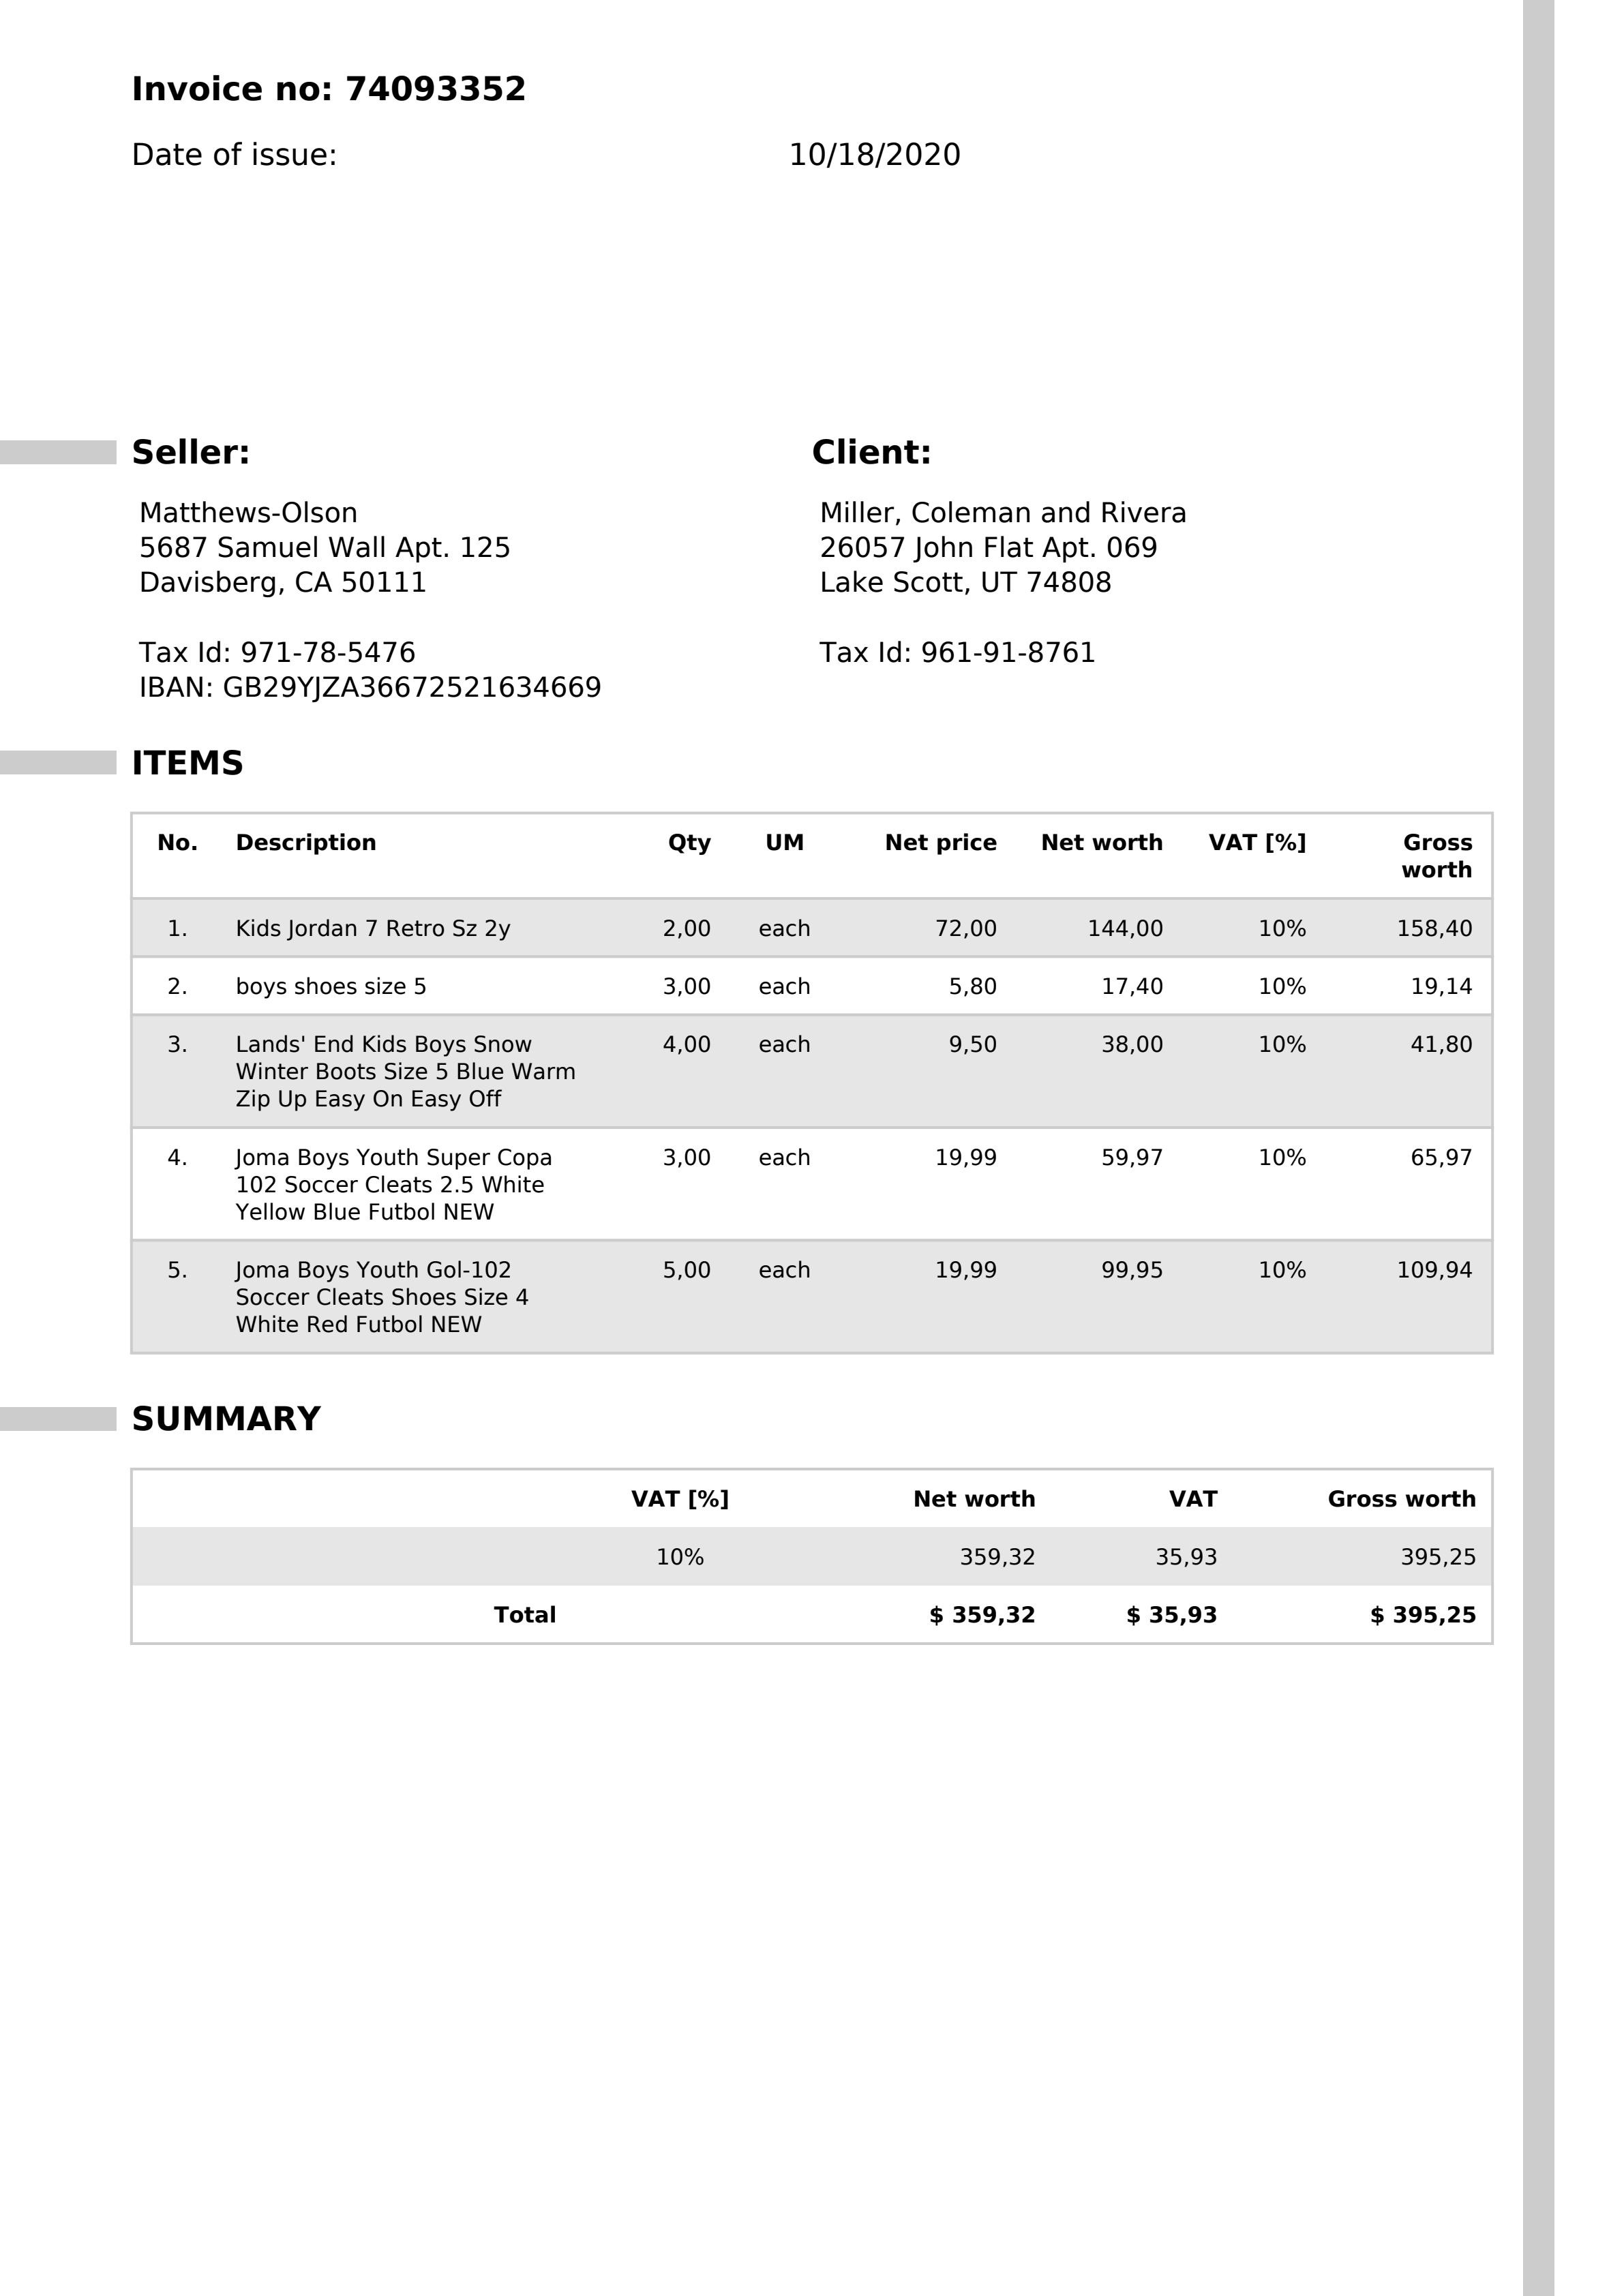 Invoice no: 74093352
Date of issue: 10/18/2020
Seller:
Matthews-Olson
5687 Samuel Wall Apt. 125
Davisberg, CA 50111
Tax Id: 971-78-5476
IBAN: GB29YJZA36672521634669
Client:
Miller, Coleman and Rivera
26057 John Flat Apt. 069
Lake Scott, UT 74808
Tax Id: 961-91-8761
ITEMS
No. Description Qty UM Net price Net worth VAT [%] Gross
worth
1. Kids Jordan 7 Retro Sz 2y 2,00 each 72,00 144,00 10% 158,40
2. boys shoes size 5 3,00 each 5,80 17,40 10% 19,14
3. Lands' End Kids Boys Snow 4,00 each 9,50 38,00 10% 41,80
Winter Boots Size 5 Blue Warm
Zip Up Easy On Easy Off
4. Joma Boys Youth Super Copa 3,00 each 19,99 59,97 10% 65,97
102 Soccer Cleats 2.5 White
Yellow Blue Futbol NEW
5. Joma Boys Youth Gol-102 5,00 each 19,99 99,95 10% 109,94
Soccer Cleats Shoes Size 4
White Red Futbol NEW
SUMMARY
VAT [%] Net worth VAT Gross worth
10% 359,32 35,93 395,25
Total $ 359,32 $ 35,93 $ 395,25